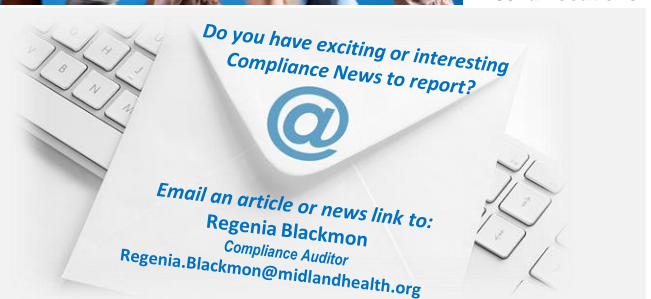 Do you have exciting or interesting
Compliance News to report?
@
Email an article or news link to:
Regenia Blackmon
Compliance Auditor
Regenia.Blackmon@midlandhealth.org